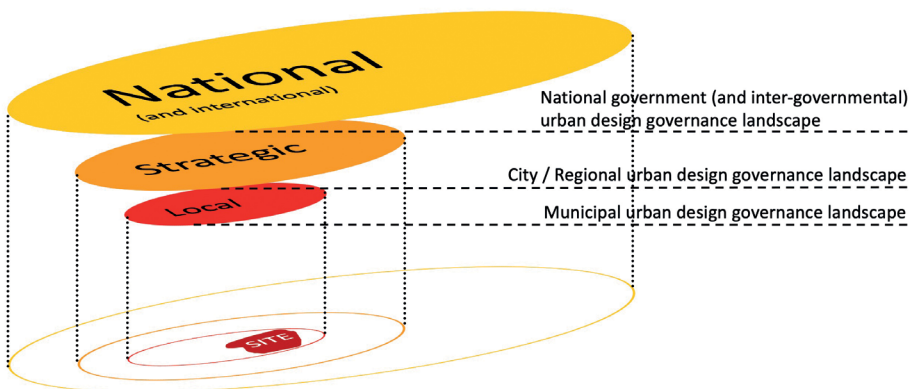 National
(and international)
National government (and inter-governmental)
urban design governance landscape
Strategic
City / Regional urban design governance landscape
Local
Municipal urban design governance landscape
SITE